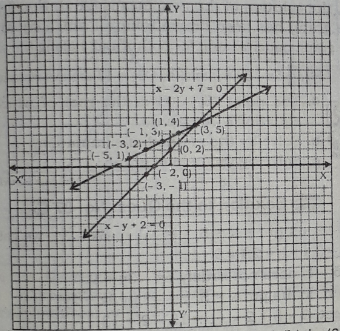 Y
x – 2y + 7 = 0
(1, 4)
(– 1, 3)
(3, 5)
(– 3, 2)
(– 5, 1)
(0, 2)
X'
X
(– 2, 0)
(– 3, – 1)
x – y + 2 = 0
Y'